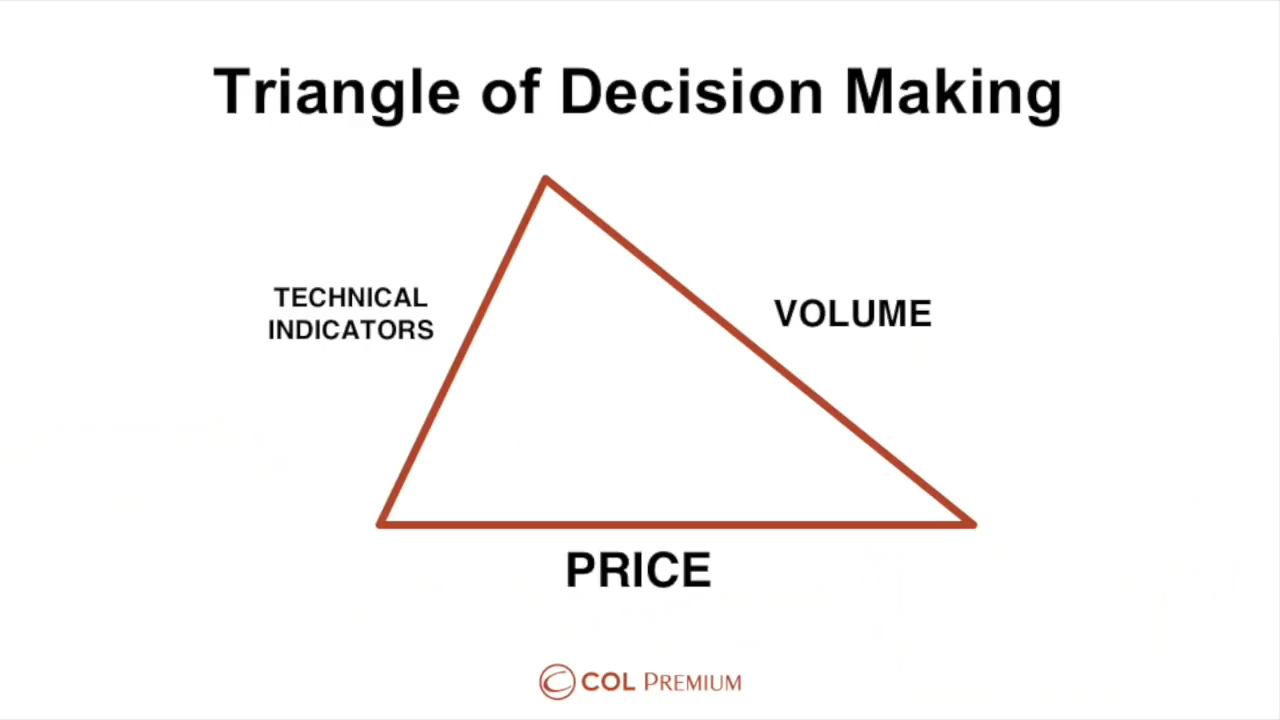 Triangle of Decision Making
TECHNICAL
INDICATORS
VOLUME
PRICE
COL PREMIUM